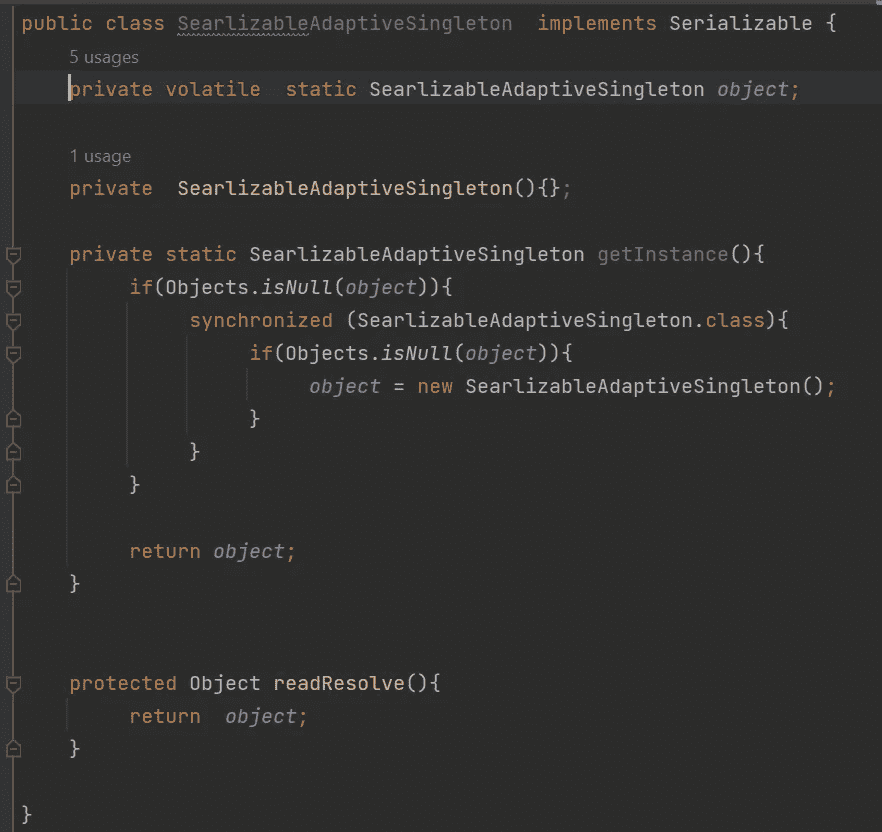 public class SearlizableAdaptiveSingleton  implements Serializable {
5 usages
private volatile  static SearlizableAdaptiveSingleton object;
1 usage
private  SearlizableAdaptiveSingleton(){};
private static SearlizableAdaptiveSingleton getInstance(){
if(Objects.isNull(object)){
synchronized (SearlizableAdaptiveSingleton.class){
if(Objects.isNull(object)){
object = new SearlizableAdaptiveSingleton();
}
}
}
return object;
}
protected Object readResolve(){
return  object;
}
}